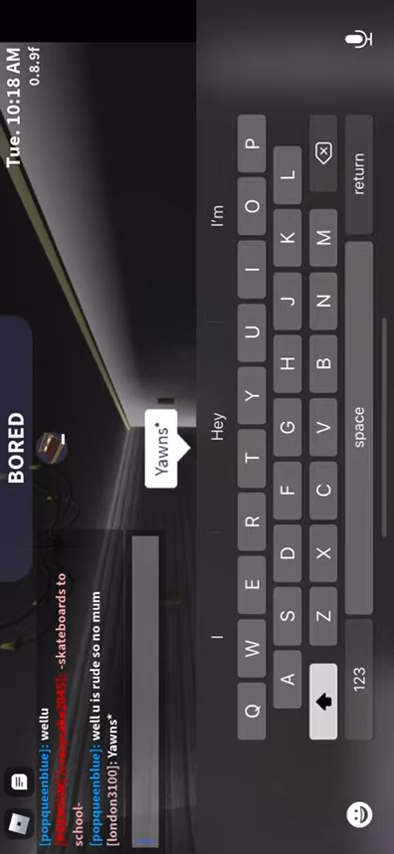 Tue. 10:18 AM
0.8.9f
BORED
[popqueenblue]: wellu
-skateboards to
school-
[popqueenblue]: well u is rude so no mum
[london3100]: Yawns*
Yawns*
I
Hey
I'm
Q W E R T Y U I O P
A S D F G H J K L
Z X C V B N M
123
space
return